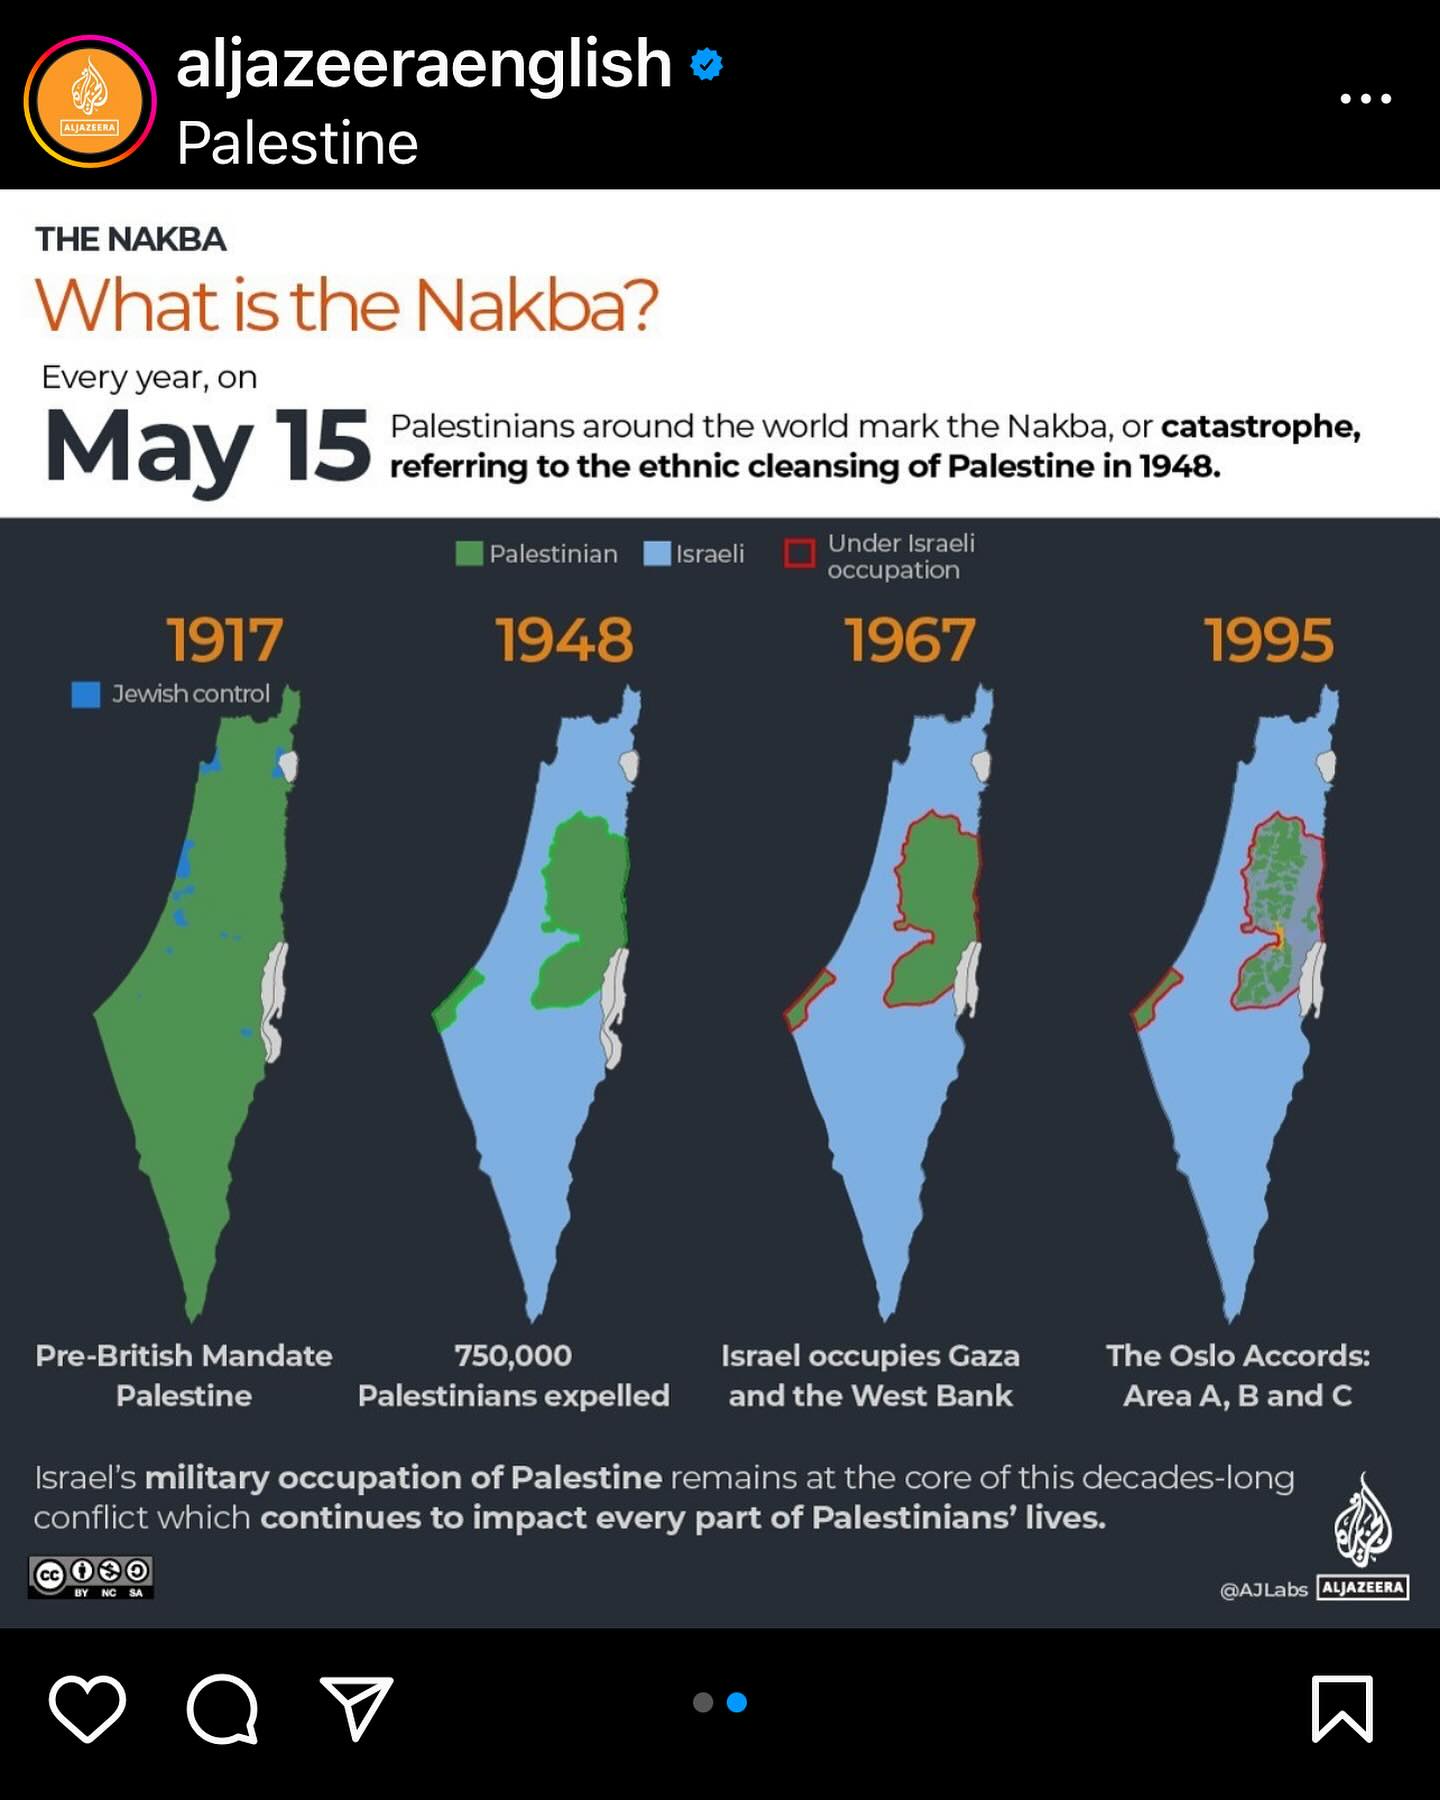 aljazeeraenglish
Palestine
ALJAZEERA
THE NAKBA
What is the Nakba?
Every year, on
May 15
Palestinians around the world mark the Nakba, or catastrophe,
referring to the ethnic cleansing of Palestine in 1948.
Palestinian
Israeli
Under Israeli
occupation
1917
1948
1967
1995
Jewish control
Pre-British Mandate
Palestine
750,000
Palestinians expelled
Israel occupies Gaza
and the West Bank
The Oslo Accords:
Area A, B and C
Israel's military occupation of Palestine remains at the core of this decades-long
conflict which continues to impact every part of Palestinians' lives.
cc
BY NC SA
@AJLabs
ALJAZEERA